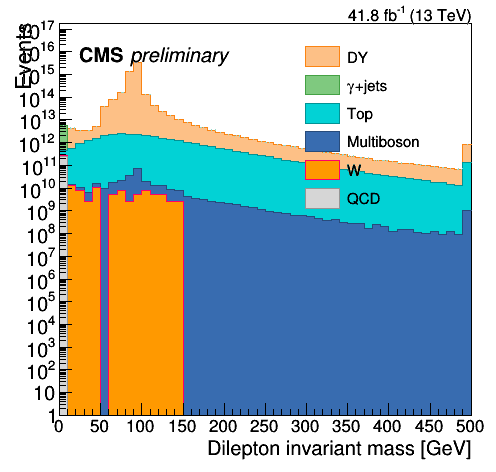 41.8 fb⁻¹ (13 TeV)
Events
CMS preliminary
DY
γ+jets
Top
Multiboson
W
QCD
10¹⁷
10¹⁶
10¹⁵
10¹⁴
10¹³
10¹²
10¹¹
10¹⁰
10⁹
10⁸
10⁷
10⁶
10⁵
10⁴
10³
10²
10
1
0 50 100 150 200 250 300 350 400 450 500
Dilepton invariant mass [GeV]